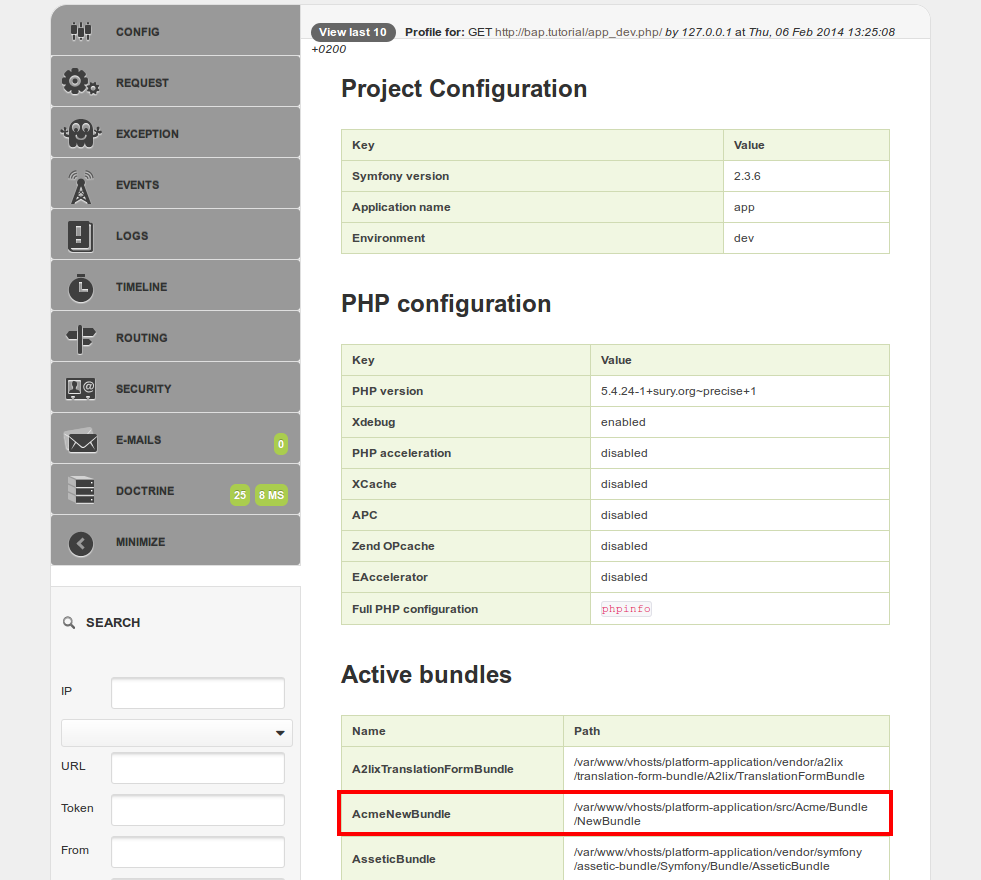 CONFIG
REQUEST
EXCEPTION
EVENTS
LOGS
TIMELINE
ROUTING
SECURITY
E-MAILS 0
DOCTRINE 25 8 MS
MINIMIZE
SEARCH
IP
URL
Token
From
View last 10 Profile for: GET http://bap.tutorial/app_dev.php/ by 127.0.0.1 at Thu, 06 Feb 2014 13:25:08
+0200
Project Configuration
Key Value
Symfony version 2.3.6
Application name app
Environment dev
PHP configuration
Key Value
PHP version 5.4.24-1+sury.org~precise+1
Xdebug enabled
PHP acceleration disabled
XCache disabled
APC disabled
Zend OPcache disabled
EAccelerator disabled
Full PHP configuration phpinfo
Active bundles
Name Path
A2lixTranslationFormBundle /var/www/vhosts/platform-application/vendor/a2lix
/translation-form-bundle/A2lix/TranslationFormBundle
AcmeNewBundle /var/www/vhosts/platform-application/src/Acme/Bundle
/NewBundle
AsseticBundle /var/www/vhosts/platform-application/vendor/symfony
/assetic-bundle/Symfony/Bundle/AsseticBundle